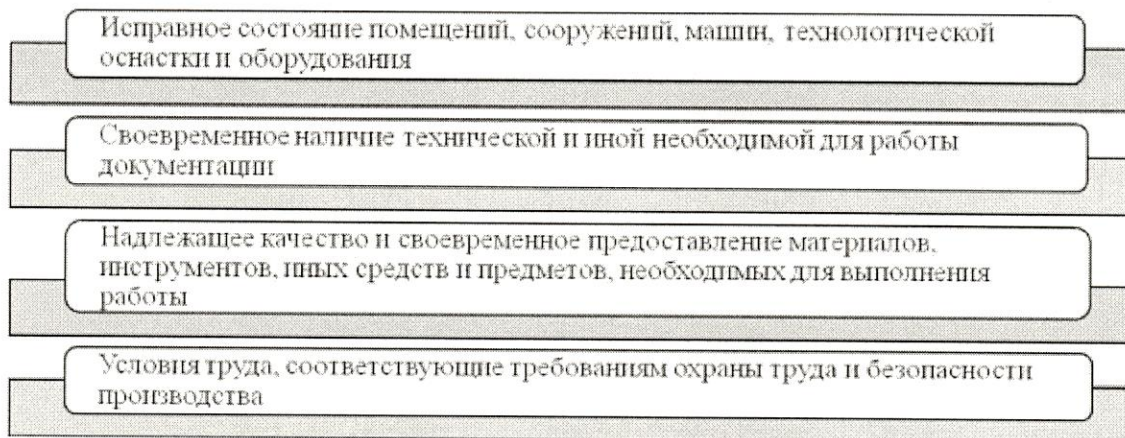 Исправное состояние помещений, сооружений, машин, технологической
оснастки и оборудования
Своевременное наличие технической и иной необходимой для работы
документации
Надлежащее качество и своевременное предоставление материалов,
инструментов, иных средств и предметов, необходимых для выполнения
работы
Условия труда, соответствующие требованиям охраны труда и безопасности
производства